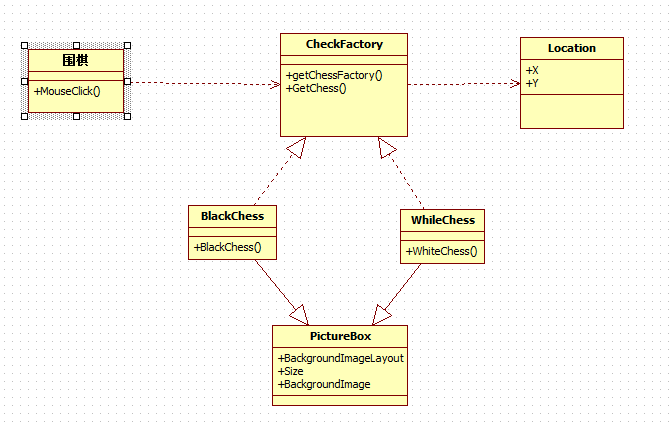 围棋
+MouseClick()
CheckFactory
+getChessFactory()
+GetChess()
Location
+X
+Y
BlackChess
+BlackChess()
WhileChess
+WhiteChess()
PictureBox
+BackgroundImageLayout
+Size
+BackgroundImage